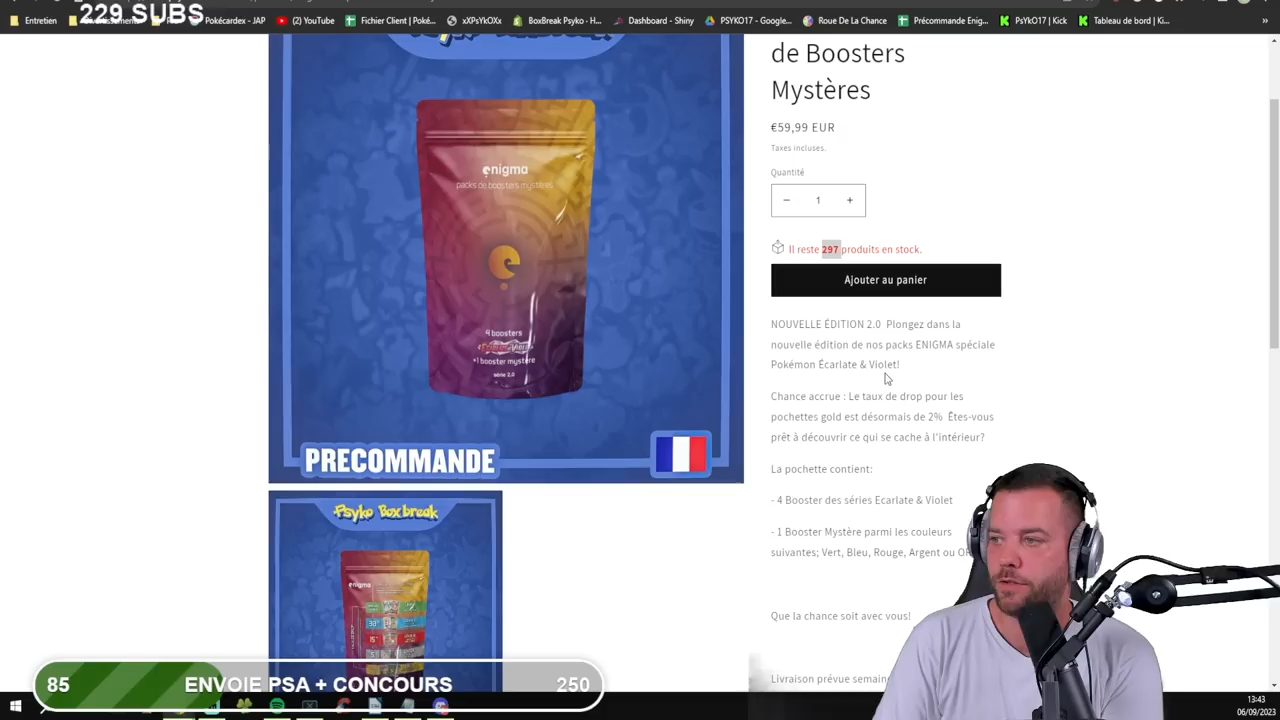 229 SUBS
Entretien
Pokécardes - JAP
(2) YouTube
Fichier Client | Poké...
xXPsYkOXx
BoxBreak Psyko - H...
Dashboard - Shiny
PSYKO17 - Google...
Roue De La Chance
Précommande Enig...
PsYKO17 | Kick
Tableau de bord | Ki...
de Boosters
Mystères
€59,99 EUR
Taxes incluses.
Quantité
− 1 +
Il reste 297 produits en stock.
Ajouter au panier
NOUVELLE ÉDITION 2.0 Plongez dans la
nouvelle édition de nos packs ENIGMA spéciale
Pokémon Écarlate & Violet!
Chance accrue : Le taux de drop pour les
pochettes gold est désormais de 2% Êtes-vous
prêt à découvrir ce qui se cache à l'intérieur?
La pochette contient:
- 4 Booster des séries Ecarlate & Violet
- 1 Booster Mystère parmi les couleurs
suivantes; Vert, Bleu, Rouge, Argent ou OR
Que la chance soit avec vous!
Livraison prévue semaine
enigma
packs de boosters mystères
4 boosters
+1 booster mystère
série 2.0
PRECOMMANDE
Psyko Boxbreak
enigma
85 ENVOIE PSA + CONCOURS 250
13:43
06/09/2023